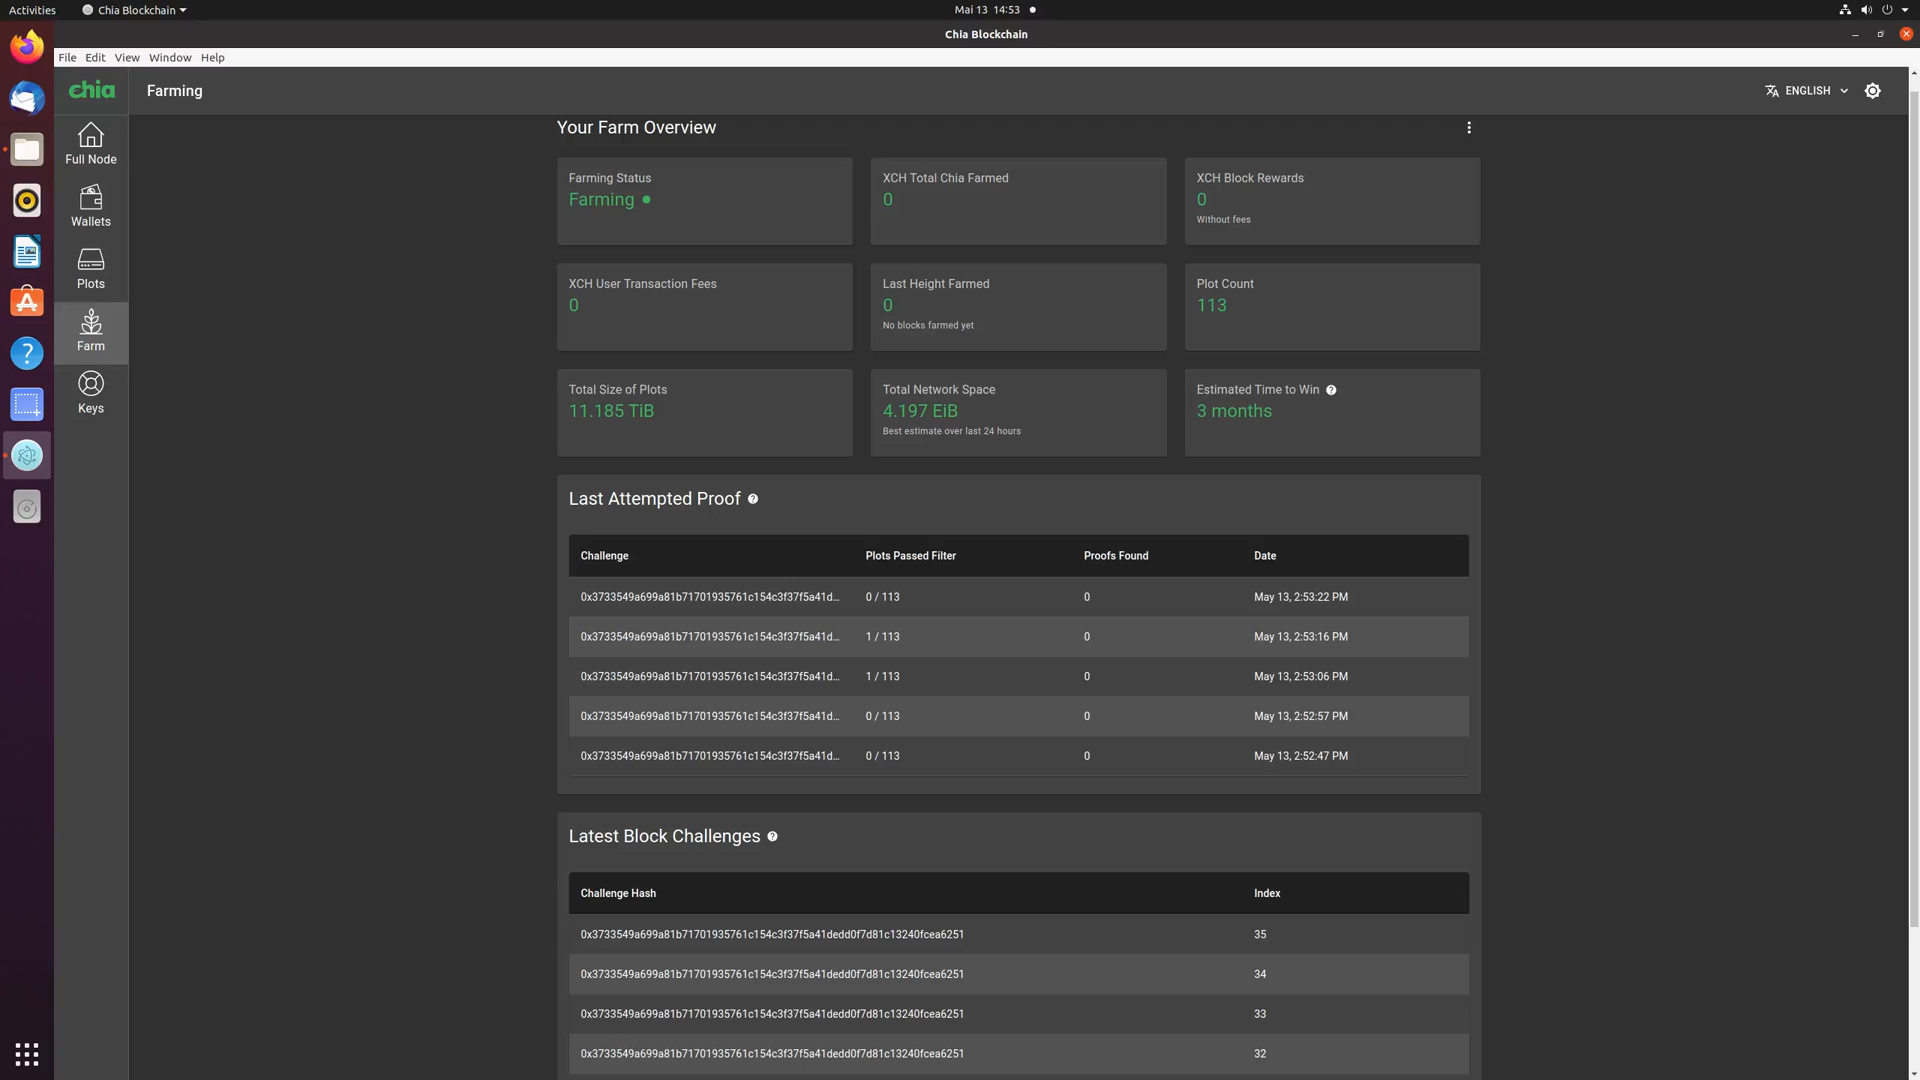 Activities
Chia Blockchain
Mai 13 14:53
Chia Blockchain
File Edit View Window Help
chia
Farming
ENGLISH
Full Node
Wallets
Plots
Farm
Keys
Your Farm Overview
Farming Status
Farming
XCH Total Chia Farmed
0
XCH Block Rewards
0
Without fees
XCH User Transaction Fees
0
Last Height Farmed
0
No blocks farmed yet
Plot Count
113
Total Size of Plots
11.185 TiB
Total Network Space
4.197 EiB
Best estimate over last 24 hours
Estimated Time to Win
3 months
Last Attempted Proof
Challenge Plots Passed Filter Proofs Found Date
0x3733549a699a81b71701935761c154c3f37f5a41d... 0 / 113 0 May 13, 2:53:22 PM
0x3733549a699a81b71701935761c154c3f37f5a41d... 1 / 113 0 May 13, 2:53:16 PM
0x3733549a699a81b71701935761c154c3f37f5a41d... 1 / 113 0 May 13, 2:53:06 PM
0x3733549a699a81b71701935761c154c3f37f5a41d... 0 / 113 0 May 13, 2:52:57 PM
0x3733549a699a81b71701935761c154c3f37f5a41d... 0 / 113 0 May 13, 2:52:47 PM
Latest Block Challenges
Challenge Hash Index
0x3733549a699a81b71701935761c154c3f37f5a41dedd0f7d81c13240fcea6251 35
0x3733549a699a81b71701935761c154c3f37f5a41dedd0f7d81c13240fcea6251 34
0x3733549a699a81b71701935761c154c3f37f5a41dedd0f7d81c13240fcea6251 33
0x3733549a699a81b71701935761c154c3f37f5a41dedd0f7d81c13240fcea6251 32